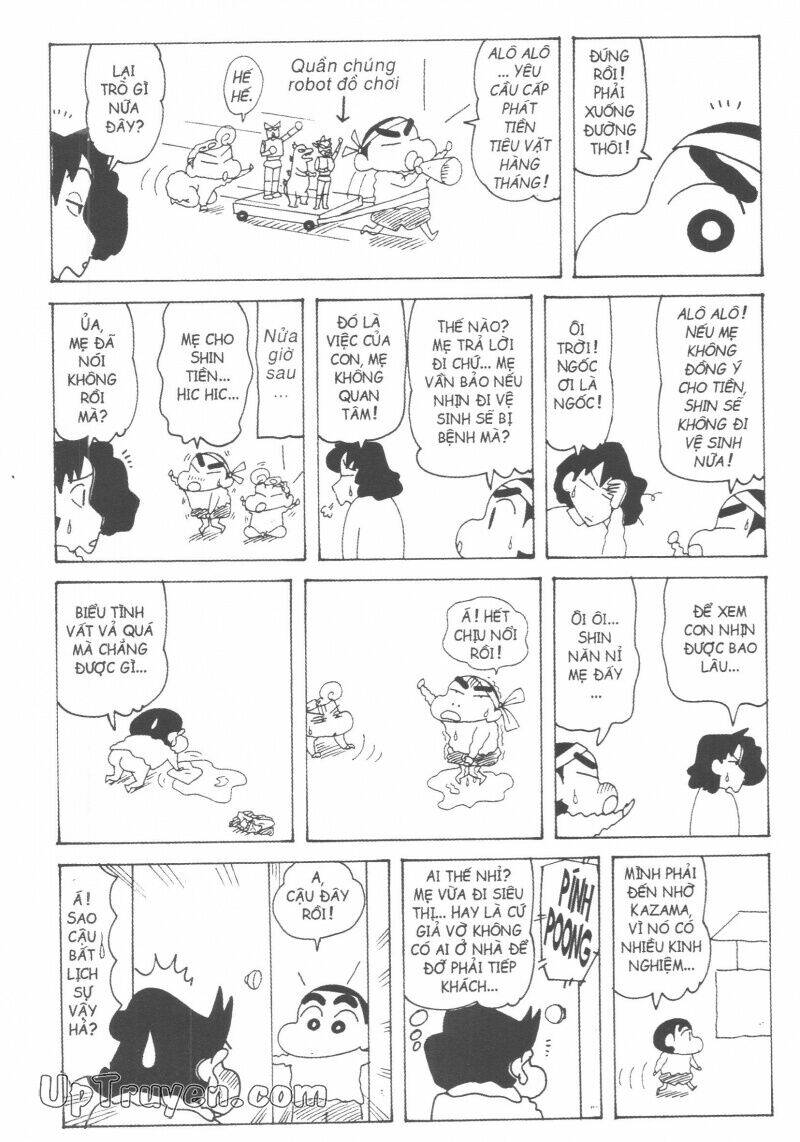 ĐÚNG
RỒI!
PHẢI
XUỐNG
ĐƯỜNG
THÔI!
ALÔ ALÔ
... YÊU
CẦU CẤP
PHÁT
TIỀN
TIÊU VẶT
HÀNG
THÁNG!
Quần chúng
robot đồ chơi
HẾ
HẾ.
LẠI
TRÒ GÌ
NỮA
ĐÂY?
ALÔ ALÔ!
NẾU MẸ
KHÔNG
ĐỒNG Ý
CHO TIỀN,
SHIN SẼ
KHÔNG ĐI
VỆ SINH
NỮA!
ÔI
TRỜI!
NGỐC
ƠI LÀ
NGỐC!
THẾ NÀO?
MẸ TRẢ LỜI
ĐI CHỨ... MẸ
VẪN BẢO NẾU
NHỊN ĐI VỆ
SINH SẼ BỊ
BỆNH MÀ?
ĐÓ LÀ
VIỆC CỦA
CON, MẸ
KHÔNG
QUAN
TÂM!
Nửa
giờ
sau
...
MẸ CHO
SHIN
TIỀN...
HIC HIC...
ỦA,
MẸ ĐÃ
NÓI
KHÔNG
RỒI
MÀ?
ĐỂ XEM
CON NHỊN
ĐƯỢC BAO
LÂU...
ÔI ÔI...
SHIN
NĂN NỈ
MẸ ĐẤY
...
Á! HẾT
CHỊU NỔI
RỒI!
BIỂU TÌNH
VẤT VẢ QUÁ
MÀ CHẲNG
ĐƯỢC GÌ...
MÌNH PHẢI
ĐẾN NHỜ
KAZAMA,
VÌ NÓ CÓ
NHIỀU KINH
NGHIỆM...
PÍNH
POONG
AI THẾ NHỈ?
MẸ VỪA ĐI SIÊU
THỊ... HAY LÀ CỨ
GIẢ VỜ KHÔNG
CÓ AI Ở NHÀ ĐỂ
ĐỠ PHẢI TIẾP
KHÁCH...
A,
CẬU ĐÂY
RỒI!
Á!
SAO
CẬU
BẤT
LỊCH
SỰ
VẬY
HẢ?
UpTruyen.com